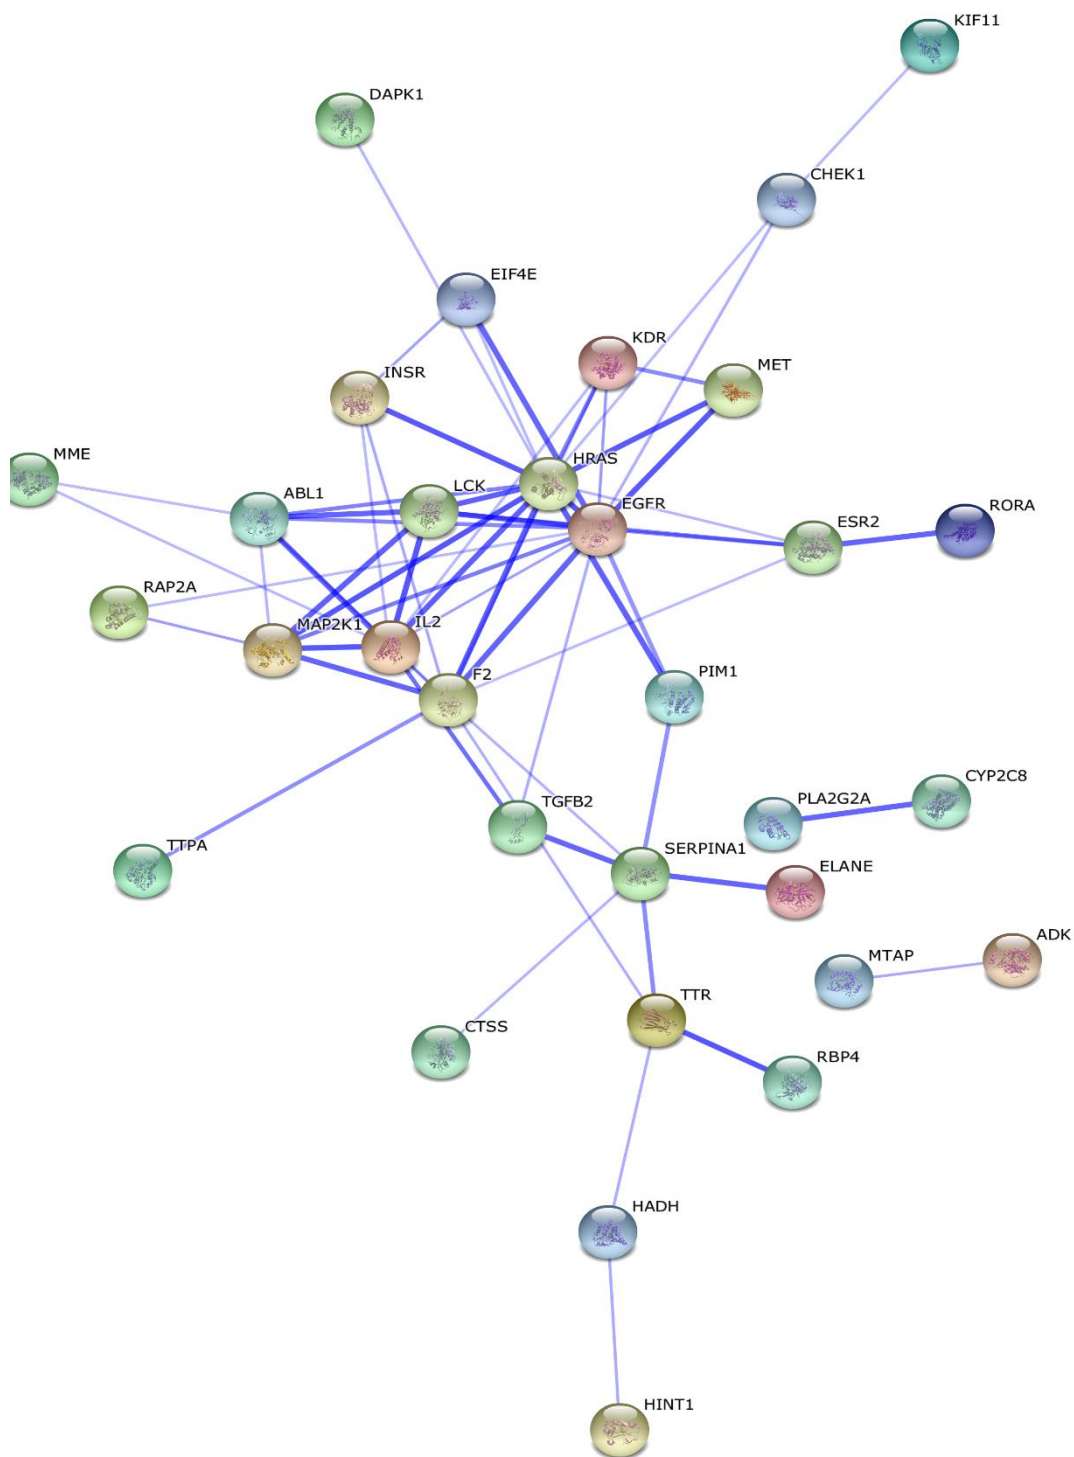 KIF11
DAPK1
CHEK1
EIF4E
KDR
MET
INSR
HRAS
MME
LCK
ABL1
EGFR
ESR2
RORA
RAP2A
MAP2K1
IL2
F2
PIM1
TGFB2
PLA2G2A
CYP2C8
TTPA
SERPINA1
ELANE
MTAP
ADK
TTR
CTSS
RBP4
HADH
HINT1